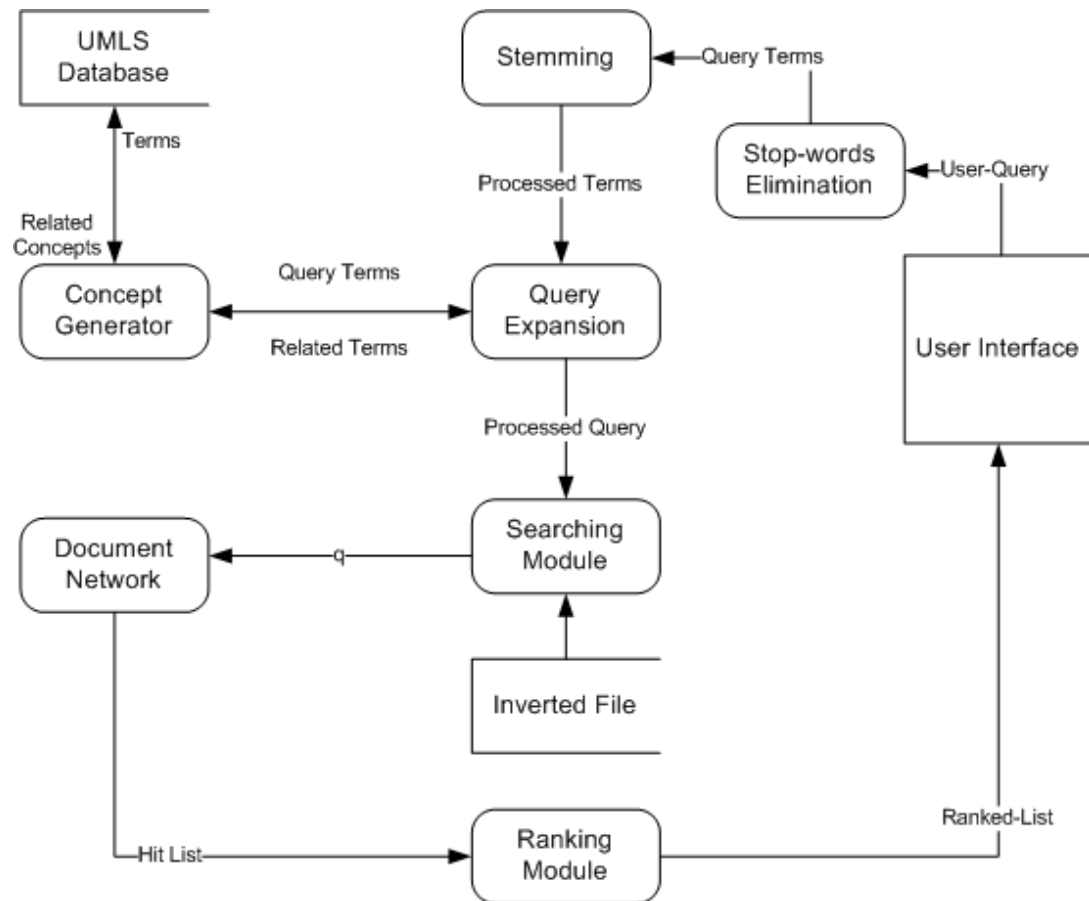 UMLS
Database
Stemming
Query Terms
Terms
Stop-words
Elimination
User-Query
Processed Terms
Related
Concepts
Concept
Generator
Query Terms
Related Terms
Query
Expansion
User Interface
Processed Query
Document
Network
q
Searching
Module
Inverted File
Ranked-List
Hit List
Ranking
Module